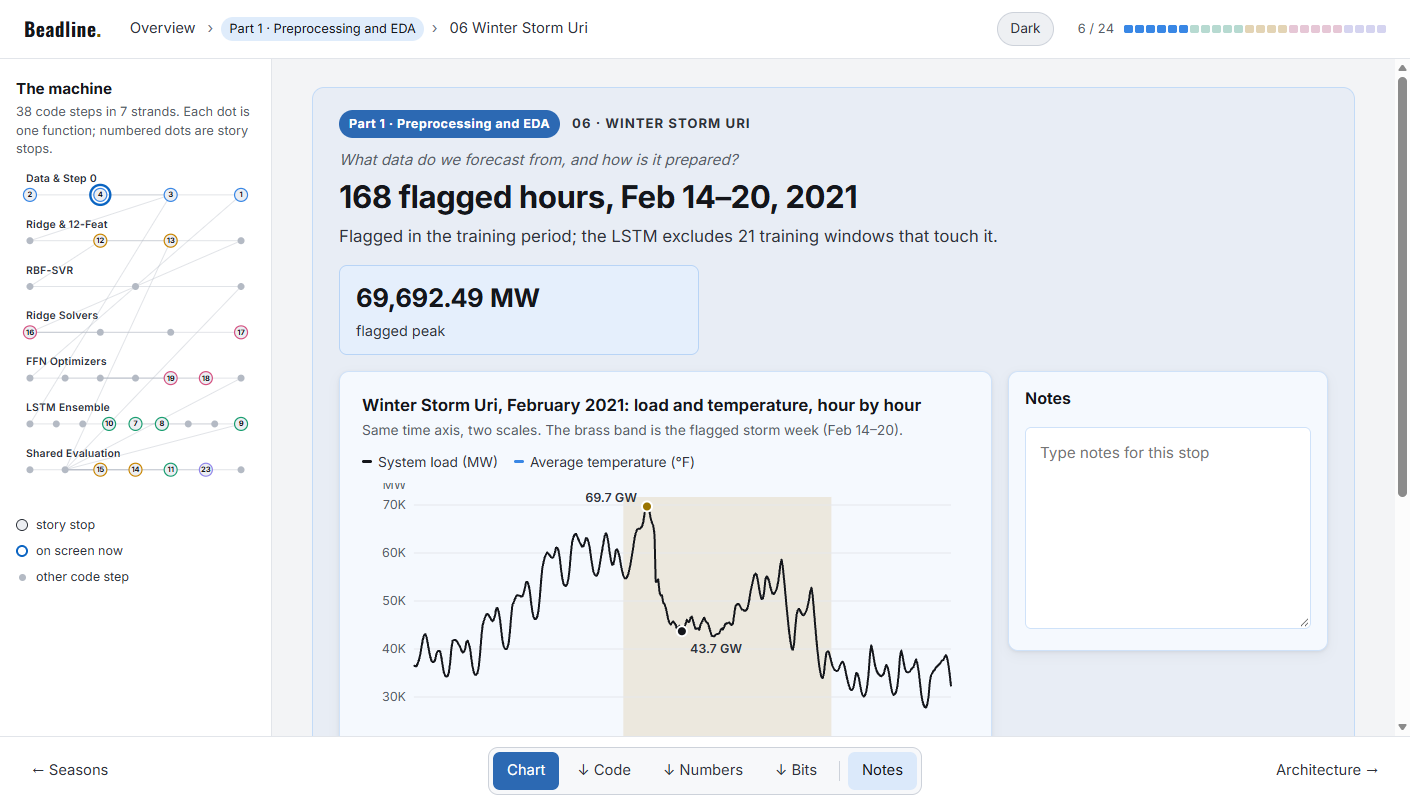 Beadline.
Overview › Part 1 · Preprocessing and EDA › 06 Winter Storm Uri
Dark
6 / 24
The machine
38 code steps in 7 strands. Each dot is
one function; numbered dots are story
stops.
Data & Step 0
2 4 3 1
Ridge & 12-Feat
12 13
RBF-SVR
Ridge Solvers
16 17
FFN Optimizers
19 18
LSTM Ensemble
10 7 8 9
Shared Evaluation
15 14 11 23
story stop
on screen now
other code step
Part 1 · Preprocessing and EDA
06 · WINTER STORM URI
What data do we forecast from, and how is it prepared?
168 flagged hours, Feb 14–20, 2021
Flagged in the training period; the LSTM excludes 21 training windows that touch it.
69,692.49 MW
flagged peak
Winter Storm Uri, February 2021: load and temperature, hour by hour
Same time axis, two scales. The brass band is the flagged storm week (Feb 14–20).
System load (MW) Average temperature (°F)
MW
69.7 GW
70K
60K
50K
40K
43.7 GW
30K
Notes
Type notes for this stop
← Seasons
Chart ↓ Code ↓ Numbers ↓ Bits Notes
Architecture →